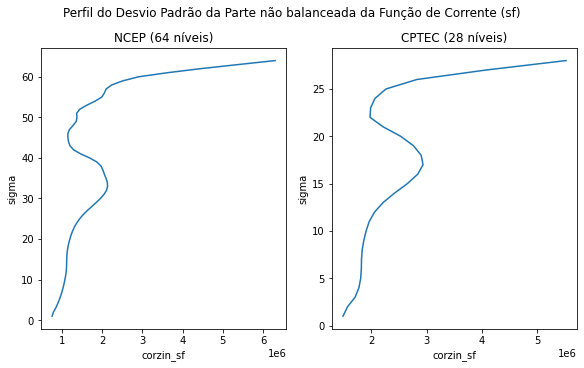 Perfil do Desvio Padrão da Parte não balanceada da Função de Corrente (sf)
NCEP (64 níveis)
CPTEC (28 níveis)
60
50
40
30
20
10
0
sigma
1
2
3
4
5
6
1e6
corzin_sf
25
20
15
10
5
0
sigma
2
3
4
5
1e6
corzin_sf